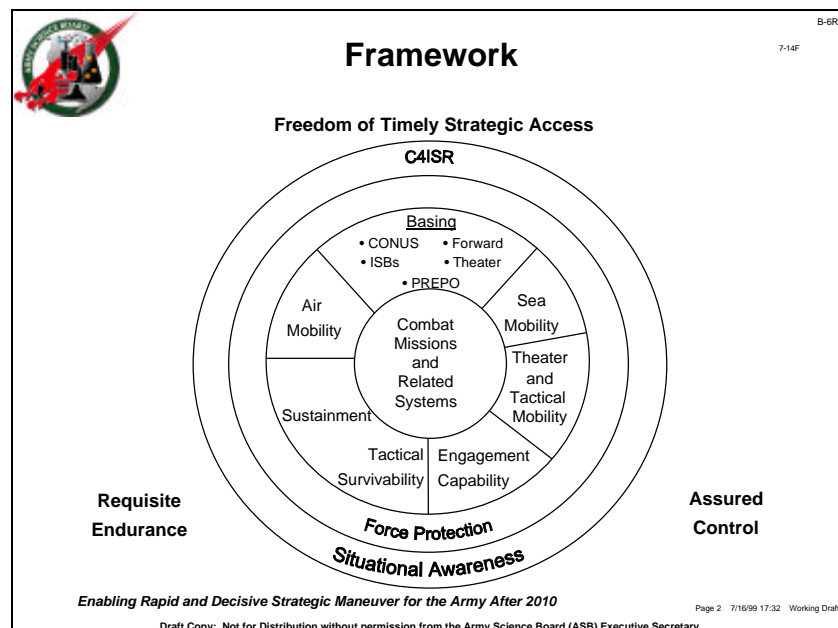 B-6R
Framework
7-14F
ARMY SCIENCE BOARD
Freedom of Timely Strategic Access
C4ISR
Basing
• CONUS • Forward
• ISBs • Theater
• PREPO
Air
Mobility
Sea
Mobility
Combat
Missions
and
Related
Systems
Theater
and
Tactical
Mobility
Sustainment
Tactical
Survivability
Engagement
Capability
Requisite
Endurance
Assured
Control
Force Protection
Situational Awareness
Enabling Rapid and Decisive Strategic Maneuver for the Army After 2010
Page 2 7/16/99 17:32 Working Draft
Draft Copy: Not for Distribution without permission from the Army Science Board (ASB) Executive Secretary